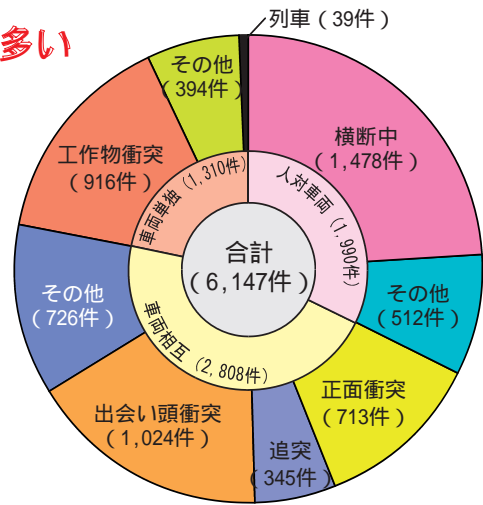 多い
列車（39件）
その他
（394件）
横断中
（1,478件）
工作物衝突
（916件）
車両単独（1,310件）
人対車両（1,990件）
合計
（6,147件）
その他
（726件）
その他
（512件）
車両相互（2,808件）
正面衝突
（713件）
出会い頭衝突
（1,024件）
追突
（345件）